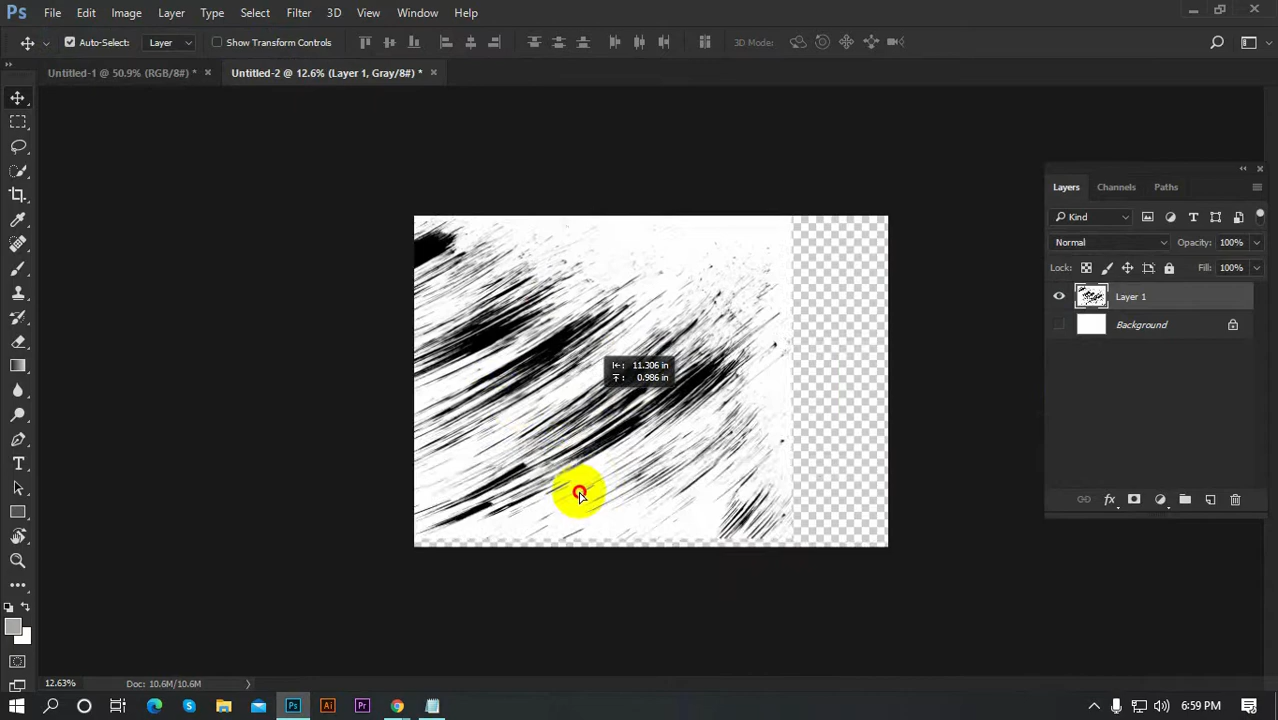 Ps File Edit Image Layer Type Select Filter 3D View Window Help
Auto-Select: Layer Show Transform Controls 3D Mode:
Untitled-1 @ 50.9% (RGB/8#) * × Untitled-2 @ 12.6% (Layer 1, Gray/8#) * ×
Layers Channels Paths
Kind
Normal Opacity: 100%
Lock: Fill: 100%
Layer 1
Background
11.306 in
0.986 in
12.63% Doc: 10.6M/10.6M
Ps Ai Pr 6:59 PM